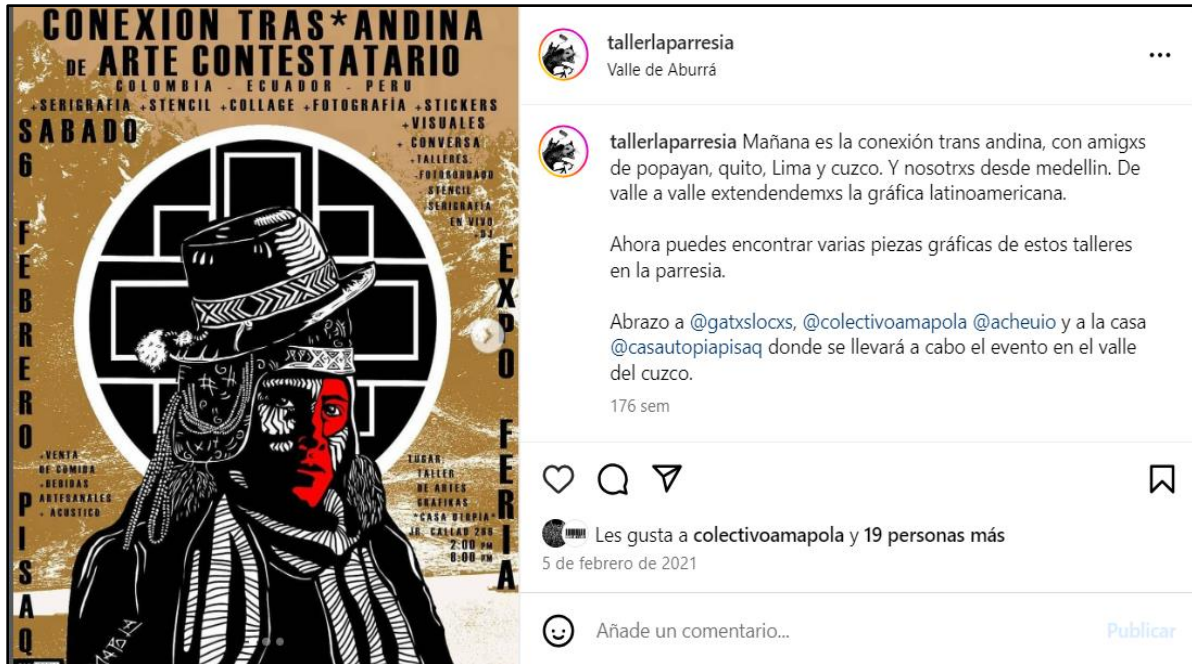 CONEXION TRAS*ANDINA
DE ARTE CONTESTATARIO
COLOMBIA - ECUADOR - PERU
+SERIGRAFIA +STENCIL +COLLAGE +FOTOGRAFÍA +STICKERS
+VISUALES
+ CONVERSA
+TALLERES
-FOTOBORDADO
- STENCIL
- SERIGRAFIA
EN VIVO
+DJ
SABADO
6
FEBRERO
PISAQ
EXPO FERIA
+VENTA
DE COMIDA
+BEBIDAS
ARTESANALES
+ ACUSTICO
LUGAR
TALLER
DE ARTES
GRAFIKAS
"CASA UTOPIA"
JR. CALLAO 288
2:00 PM
8:00 PM
tallerlaparresia
Valle de Aburrá
tallerlaparresia Mañana es la conexión trans andina, con amigxs
de popayan, quito, Lima y cuzco. Y nosotrxs desde medellin. De
valle a valle extendendemxs la gráfica latinoamericana.
Ahora puedes encontrar varias piezas gráficas de estos talleres
en la parresia.
Abrazo a @gatxslocxs, @colectivoamapola @acheuio y a la casa
@casautopiapisaq donde se llevará a cabo el evento en el valle
del cuzco.
176 sem
Les gusta a colectivoamapola y 19 personas más
5 de febrero de 2021
Añade un comentario...
Publicar